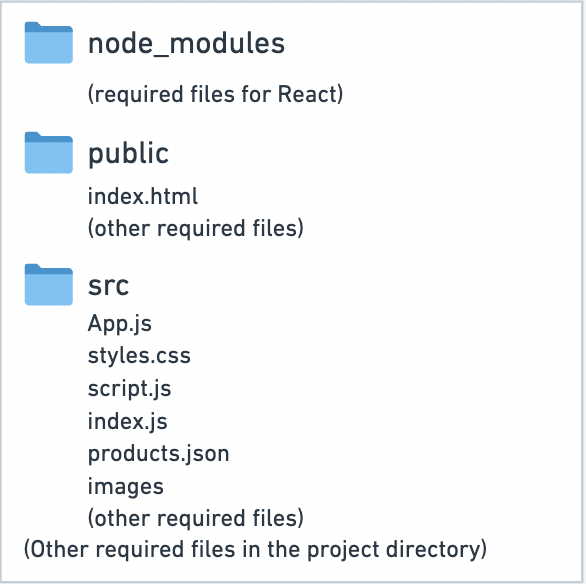 node_modules
(required files for React)
public
index.html
(other required files)
src
App.js
styles.css
script.js
index.js
products.json
images
(other required files)
(Other required files in the project directory)